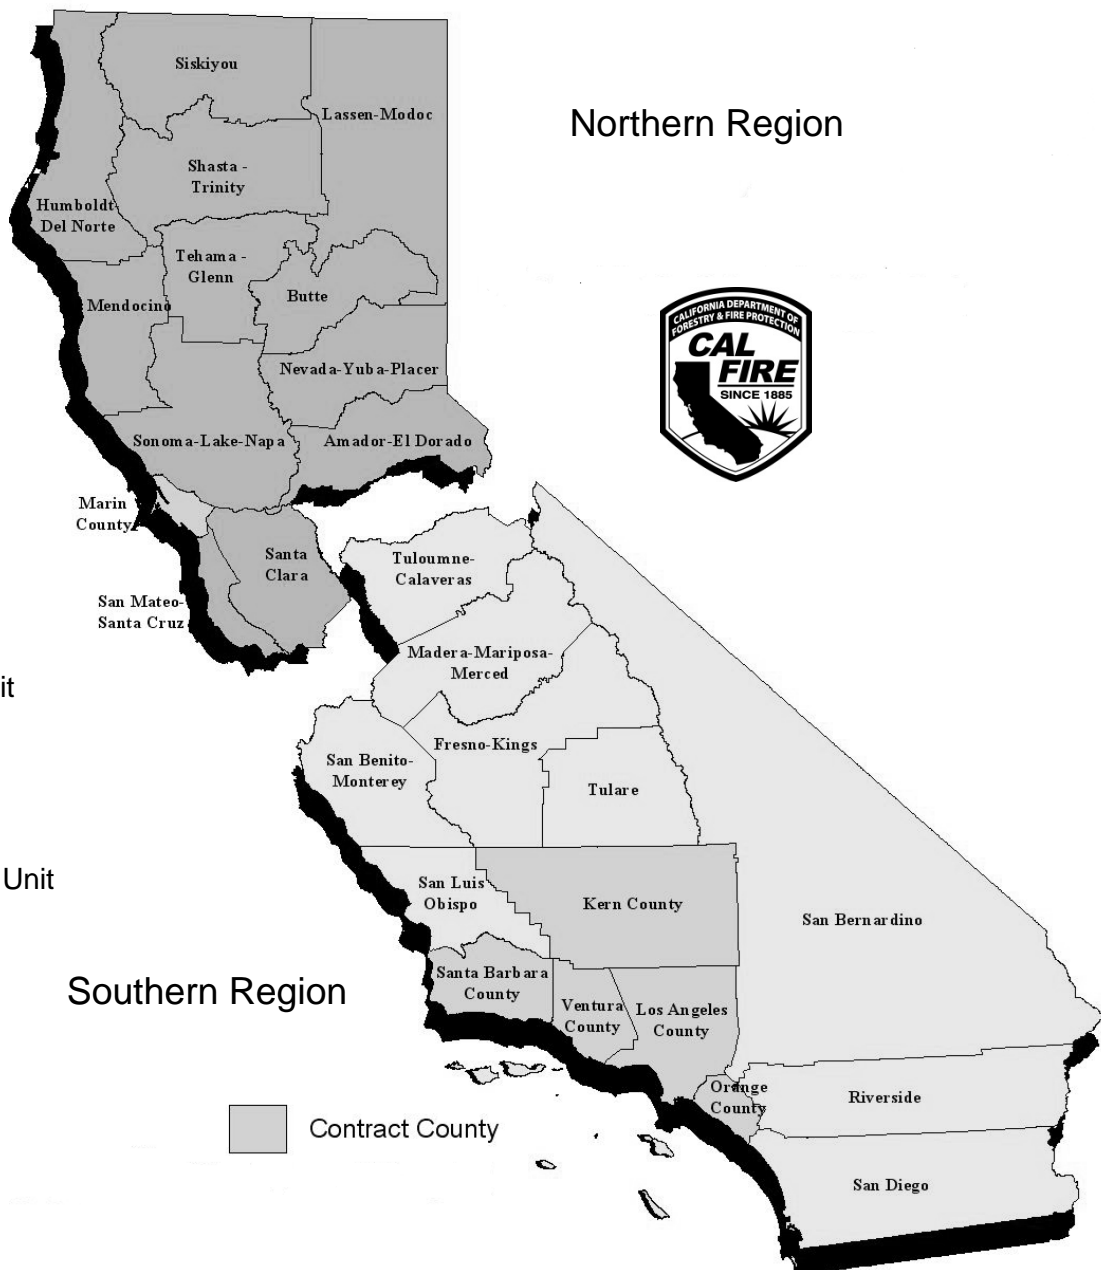 Siskiyou
Lassen-Modoc
Northern Region
Shasta -
Trinity
Humboldt-
Del Norte
Tehama -
Glenn
Butte
Mendocino
CALIFORNIA DEPARTMENT OF
FORESTRY & FIRE PROTECTION
CAL
FIRE
SINCE 1885
Nevada-Yuba-Placer
Sonoma-Lake-Napa
Amador-El Dorado
Marin
County
Santa
Clara
Tuloumne-
Calaveras
San Mateo-
Santa Cruz
Madera-Mariposa-
Merced
it
Fresno-Kings
San Benito-
Monterey
Tulare
Unit
San Luis
Obispo
Kern County
San Bernardino
Southern Region
Santa Barbara
County
Ventura
County
Los Angeles
County
Orange
County
Riverside
Contract County
San Diego